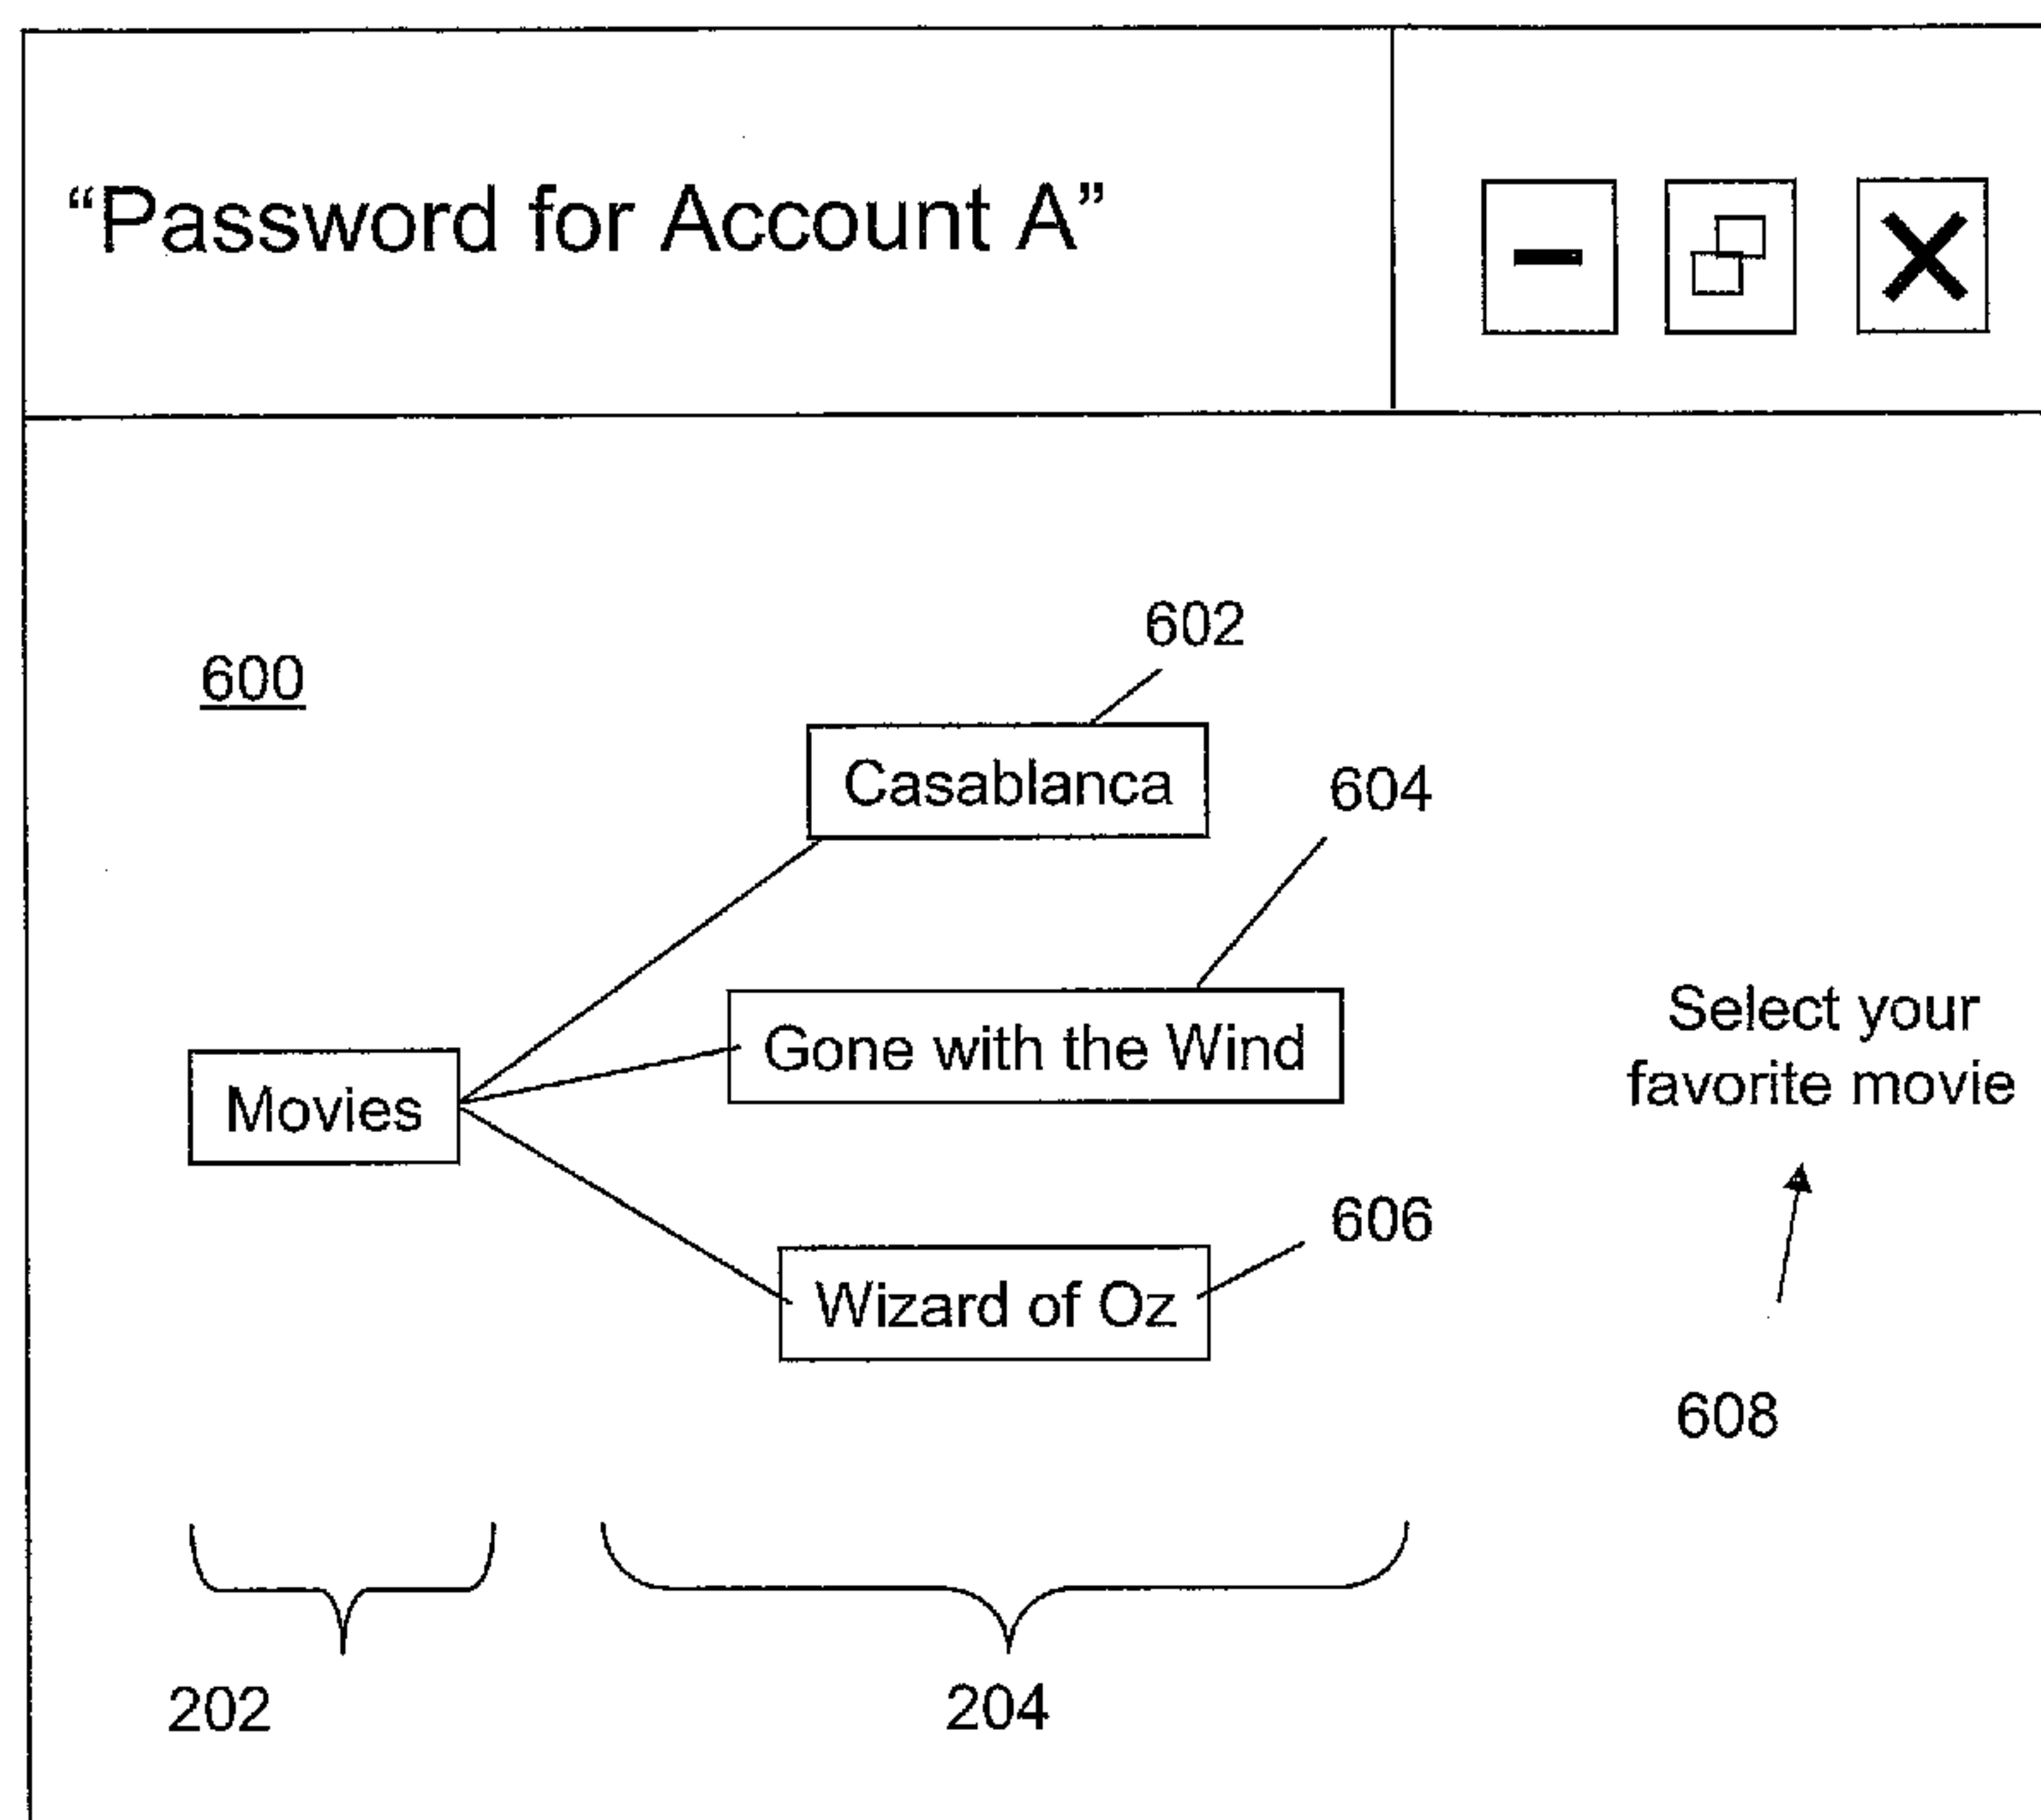 “Password for Account A”
600
602
Casablanca
604
Gone with the Wind
Movies
Select your
favorite movie
606
Wizard of Oz
608
202
204